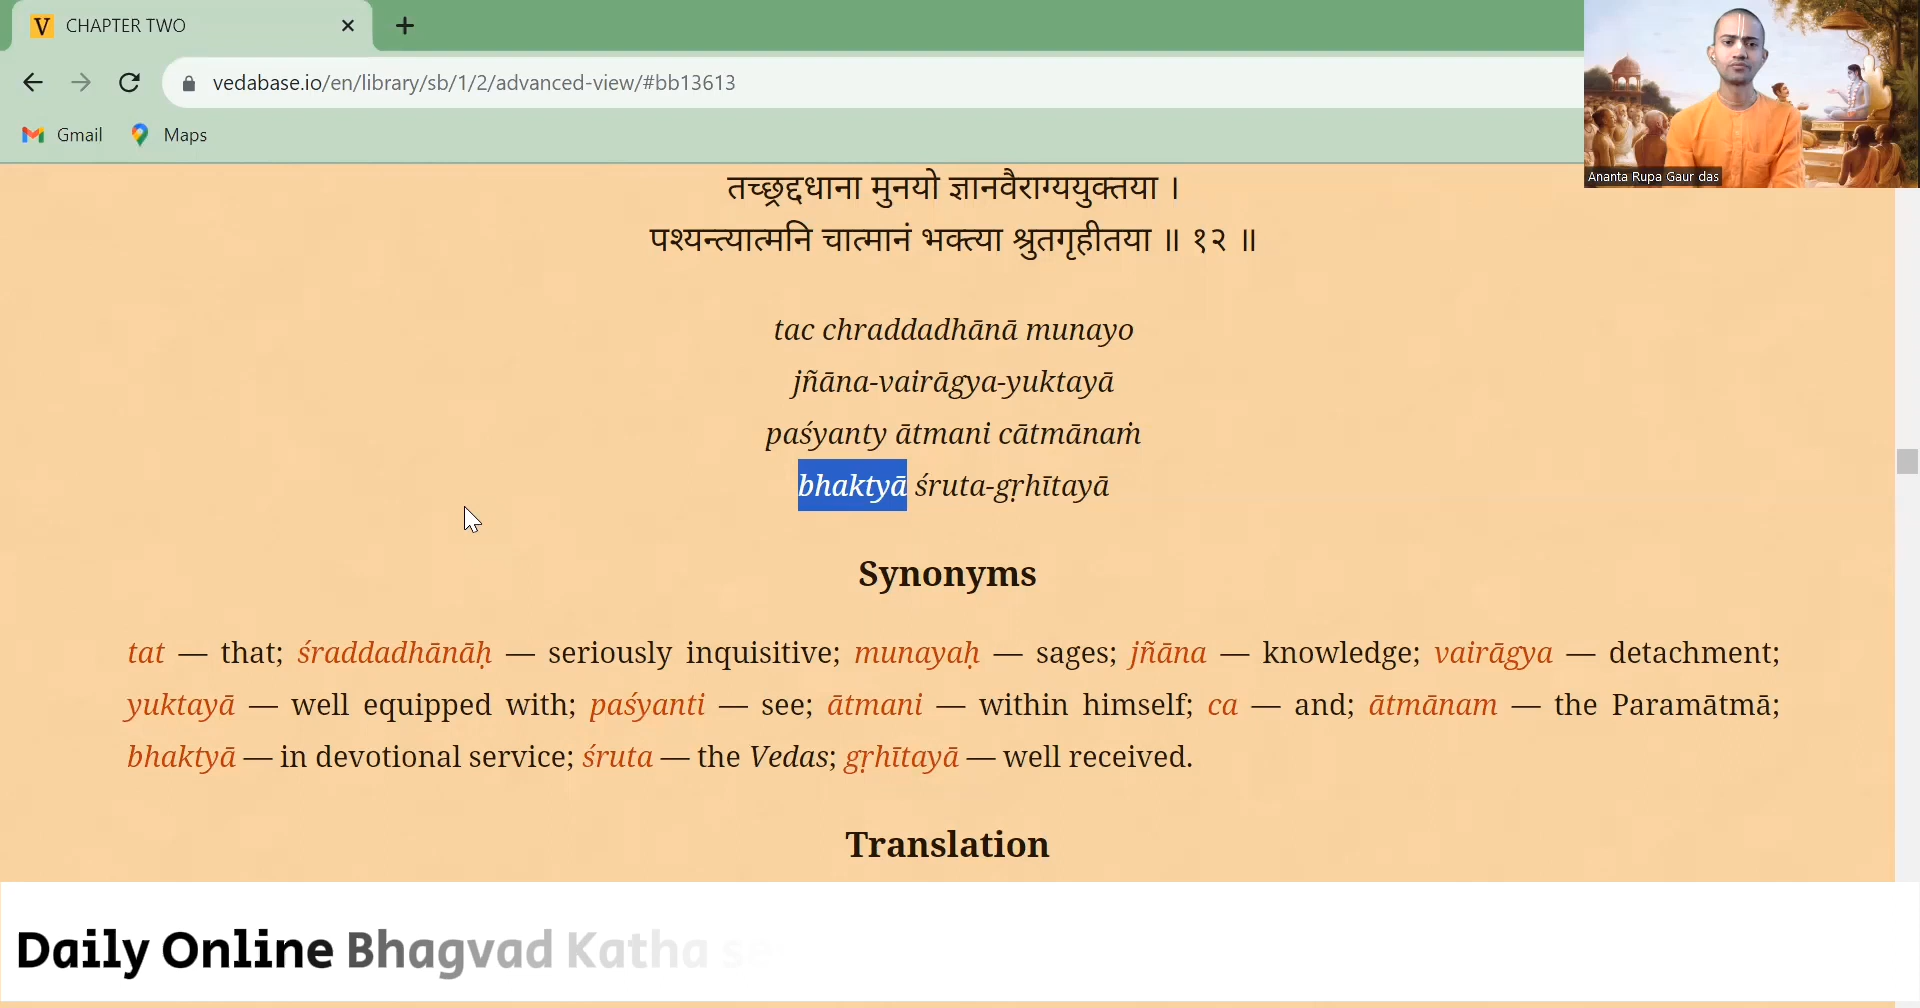 CHAPTER TWO
vedabase.io/en/library/sb/1/2/advanced-view/#bb13613
Gmail Maps
Ananta Rupa Gaur das
तच्छ्रद्दधाना मुनयो ज्ञानवैराग्ययुक्तया ।
पश्यन्त्यात्मनि चात्मानं भक्त्या श्रुतगृहीतया ॥ १२ ॥
tac chraddadhānā munayo
jñāna-vairāgya-yuktayā
paśyanty ātmani cātmānaṁ
bhaktyā śruta-gṛhītayā
Synonyms
tat — that; śraddadhānāḥ — seriously inquisitive; munayaḥ — sages; jñāna — knowledge; vairāgya — detachment;
yuktayā — well equipped with; paśyanti — see; ātmani — within himself; ca — and; ātmānam — the Paramātmā;
bhaktyā — in devotional service; śruta — the Vedas; gṛhītayā — well received.
Translation
Daily Online Bhagvad Katha se